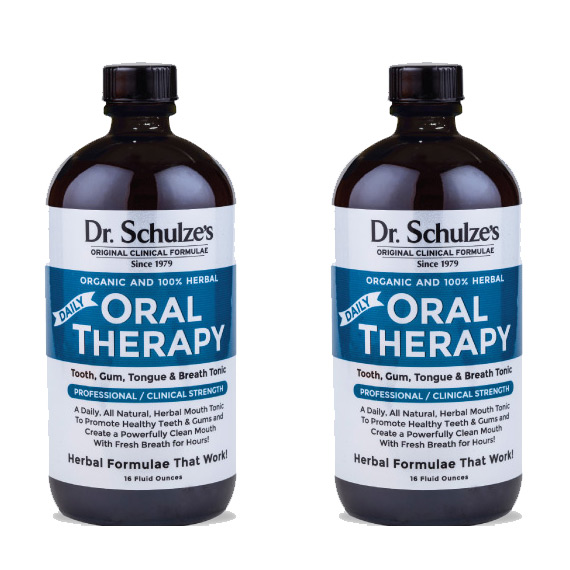 Dr. Schulze's
ORIGINAL CLINICAL FORMULAE
Since 1979
ORGANIC AND 100% HERBAL
DAILY
ORAL
THERAPY
Tooth, Gum, Tongue & Breath Tonic
PROFESSIONAL / CLINICAL STRENGTH
A Daily, All Natural, Herbal Mouth Tonic
To Promote Healthy Teeth & Gums and
Create a Powerfully Clean Mouth
With Fresh Breath for Hours!
Herbal Formulae That Work!
16 Fluid Ounces
Dr. Schulze's
ORIGINAL CLINICAL FORMULAE
Since 1979
ORGANIC AND 100% HERBAL
DAILY
ORAL
THERAPY
Tooth, Gum, Tongue & Breath Tonic
PROFESSIONAL / CLINICAL STRENGTH
A Daily, All Natural, Herbal Mouth Tonic
To Promote Healthy Teeth & Gums and
Create a Powerfully Clean Mouth
With Fresh Breath for Hours!
Herbal Formulae That Work!
16 Fluid Ounces